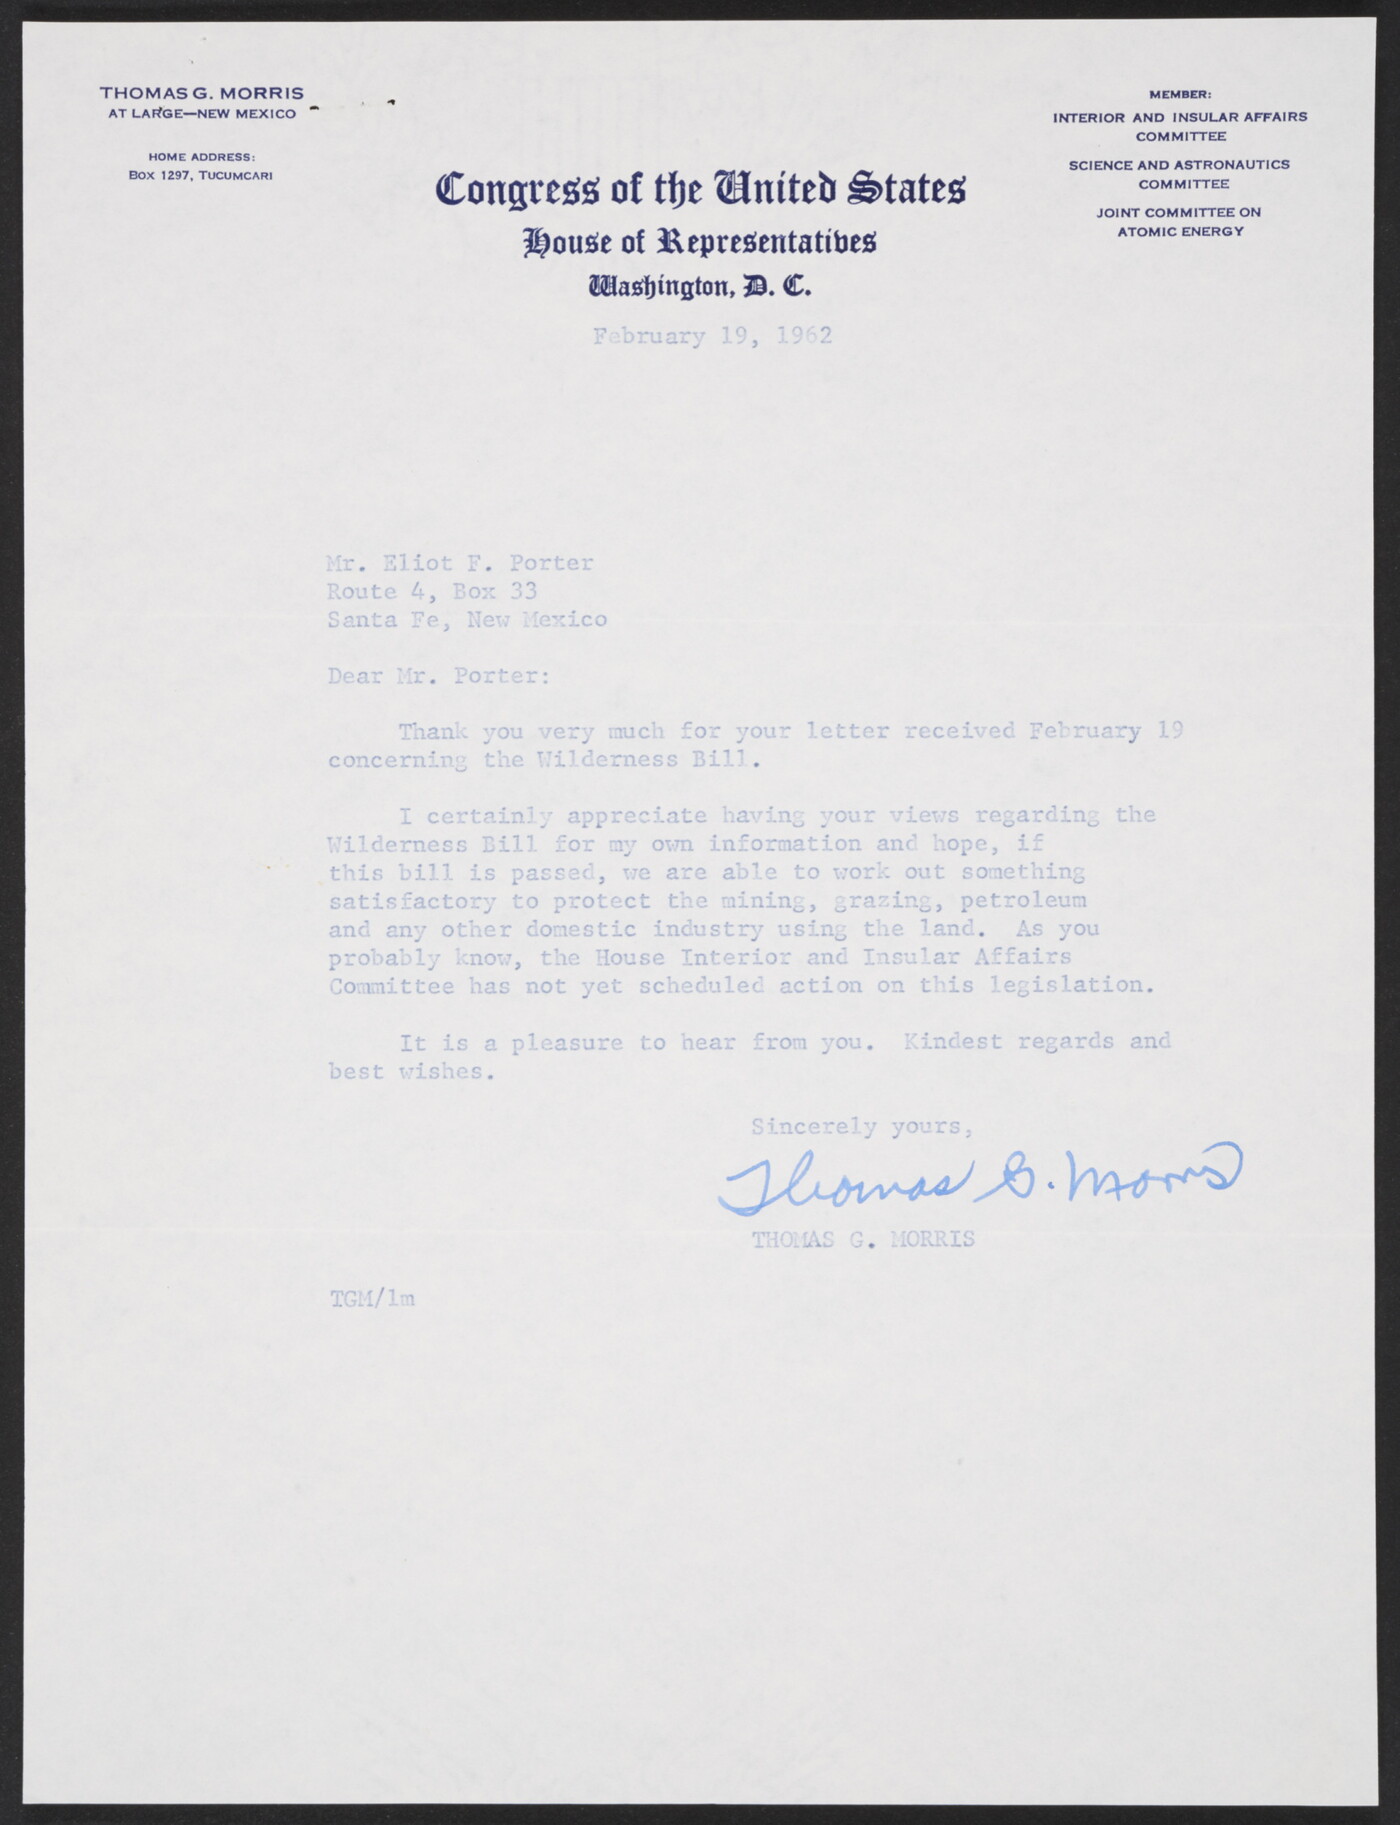 THOMAS G. MORRIS
AT LARGE—NEW MEXICO
HOME ADDRESS:
BOX 1297, TUCUMCARI
MEMBER:
INTERIOR AND INSULAR AFFAIRS
COMMITTEE
SCIENCE AND ASTRONAUTICS
COMMITTEE
JOINT COMMITTEE ON
ATOMIC ENERGY
Congress of the United States
House of Representatives
Washington, D. C.
February 19, 1962
Mr. Eliot F. Porter
Route 4, Box 33
Santa Fe, New Mexico
Dear Mr. Porter:
Thank you very much for your letter received February 19
concerning the Wilderness Bill.
I certainly appreciate having your views regarding the
Wilderness Bill for my own information and hope, if
this bill is passed, we are able to work out something
satisfactory to protect the mining, grazing, petroleum
and any other domestic industry using the land. As you
probably know, the House Interior and Insular Affairs
Committee has not yet scheduled action on this legislation.
It is a pleasure to hear from you. Kindest regards and
best wishes.
Sincerely yours,
Thomas G. Morris
THOMAS G. MORRIS
TGM/lm